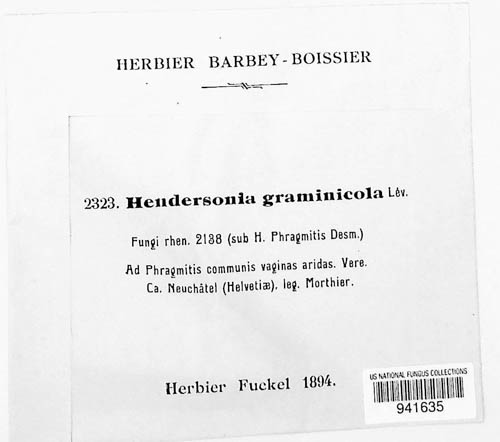 HERBIER BARBEY-BOISSIER
2323. Hendersonia graminicola Lév.
Fungi rhen. 2138 (sub H. Phragmitis Desm.)
Ad Phragmitis communis vaginas aridas. Vere.
Ca. Neuchâtel (Helvetiæ), leg. Morthier.
Herbier Fuckel 1894.
US NATIONAL FUNGUS COLLECTIONS
941635